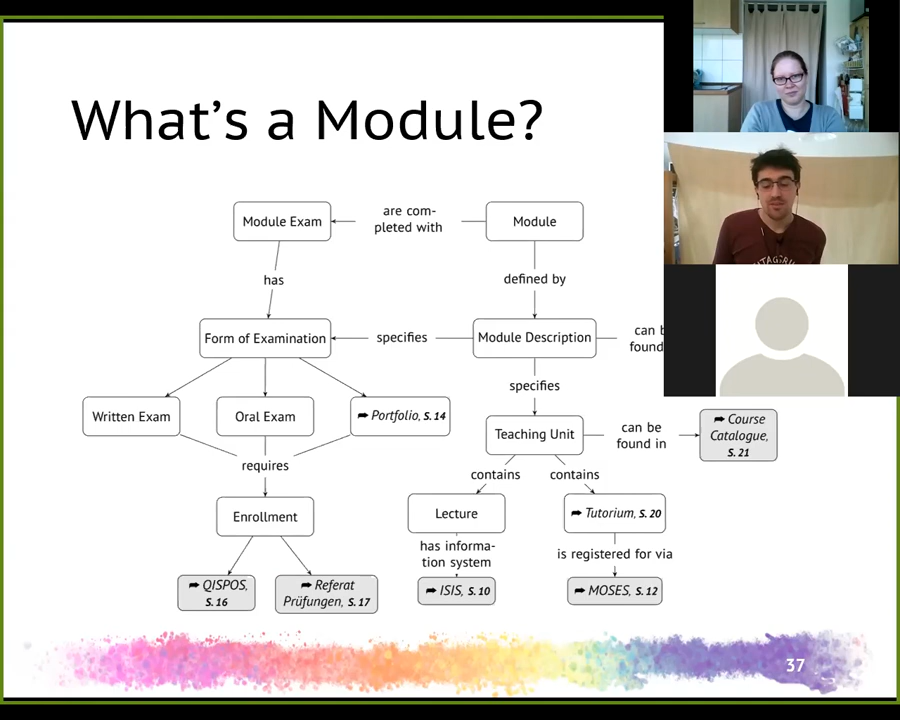 What's a Module?
Module Exam
are com-
pleted with
Module
has
defined by
Form of Examination
specifies
Module Description
can b
found
specifies
Written Exam
Oral Exam
➦ Portfolio, S. 14
Teaching Unit
can be
found in
➦ Course
Catalogue,
S. 21
requires
contains
contains
Enrollment
Lecture
➦ Tutorium, S. 20
has informa-
tion system
is registered for via
➦ QISPOS,
S. 16
➦ Referat
Prüfungen, S. 17
➦ ISIS, S. 10
➦ MOSES, S. 12
37